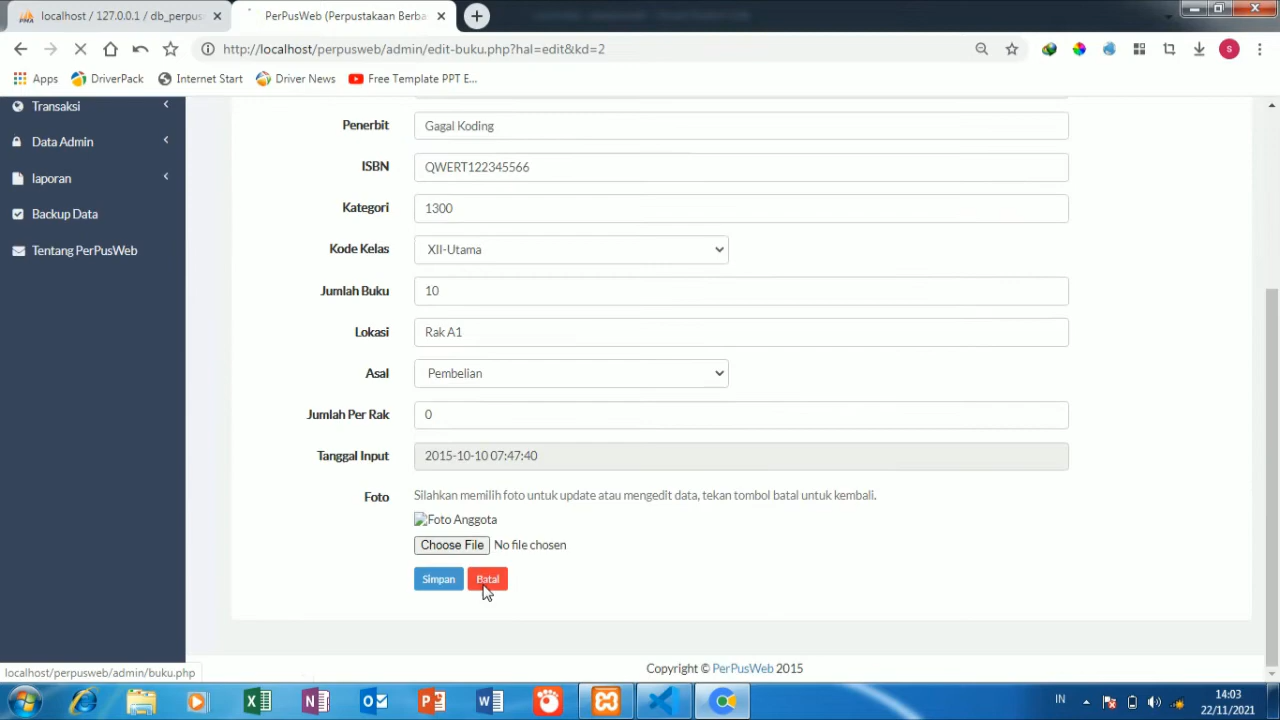 localhost / 127.0.0.1 / db_perpus
PerPusWeb (Perpustakaan Berba
http://localhost/perpusweb/admin/edit-buku.php?hal=edit&kd=2
S
Apps
DriverPack
Internet Start
Driver News
Free Template PPT E...
Transaksi
Data Admin
laporan
Backup Data
Tentang PerPusWeb
Penerbit
Gagal Koding
ISBN
QWERT122345566
Kategori
1300
Kode Kelas
XII-Utama
Jumlah Buku
10
Lokasi
Rak A1
Asal
Pembelian
Jumlah Per Rak
0
Tanggal Input
2015-10-10 07:47:40
Foto
Silahkan memilih foto untuk update atau mengedit data, tekan tombol batal untuk kembali.
Foto Anggota
Choose File No file chosen
Simpan
Batal
localhost/perpusweb/admin/buku.php
Copyright © PerPusWeb 2015
IN
14:03
22/11/2021